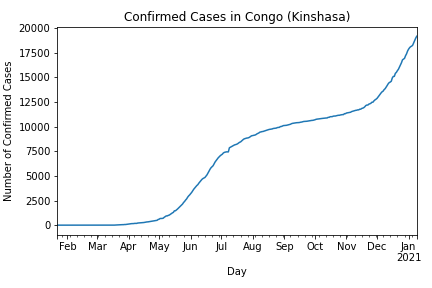 Confirmed Cases in Congo (Kinshasa)
Number of Confirmed Cases
20000
17500
15000
12500
10000
7500
5000
2500
0
Feb Mar Apr May Jun Jul Aug Sep Oct Nov Dec Jan
2021
Day